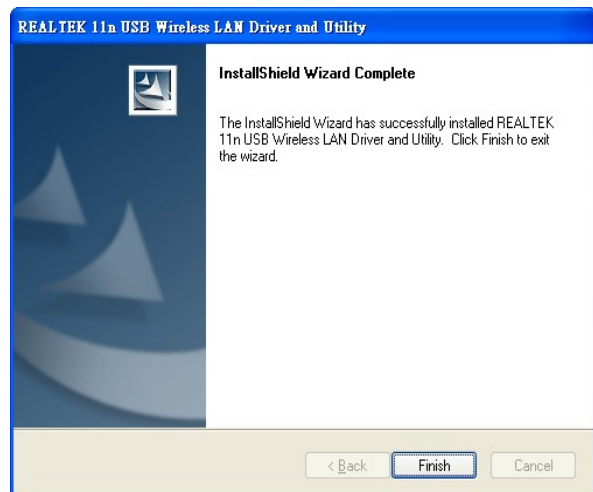 REALTEK 11n USB Wireless LAN Driver and Utility
InstallShield Wizard Complete
The InstallShield Wizard has successfully installed REALTEK
11n USB Wireless LAN Driver and Utility. Click Finish to exit
the wizard.
< Back Finish Cancel